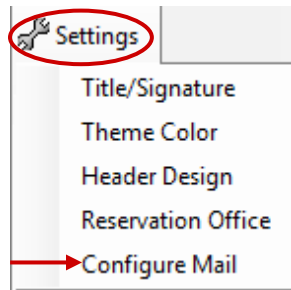 Settings
Title/Signature
Theme Color
Header Design
Reservation Office
Configure Mail